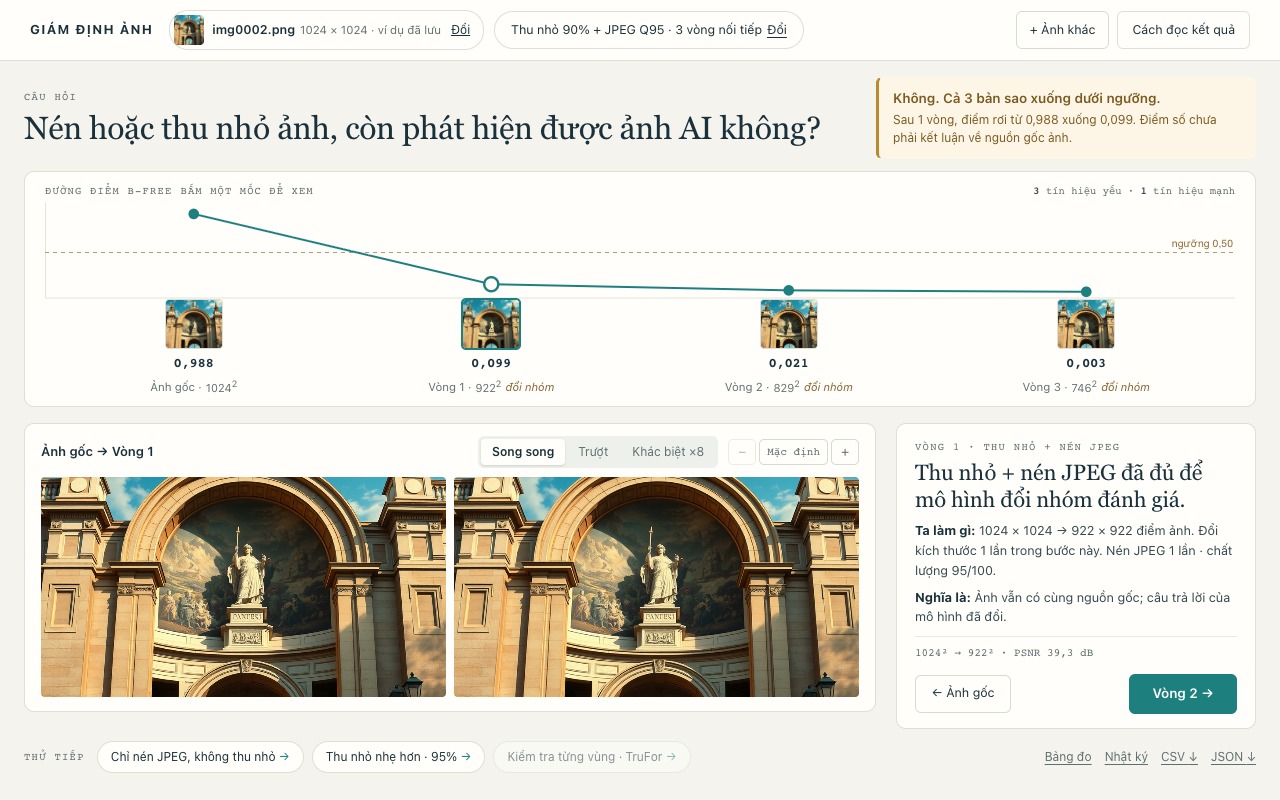 GIÁM ĐỊNH ẢNH
img0002.png 1024 × 1024 · ví dụ đã lưu Đổi
Thu nhỏ 90% + JPEG Q95 · 3 vòng nối tiếp Đổi
+ Ảnh khác
Cách đọc kết quả
CÂU HỎI
Nén hoặc thu nhỏ ảnh, còn phát hiện được ảnh AI không?
Không. Cả 3 bản sao xuống dưới ngưỡng.
Sau 1 vòng, điểm rơi từ 0,988 xuống 0,099. Điểm số chưa
phải kết luận về nguồn gốc ảnh.
ĐƯỜNG ĐIỂM B-FREE BẤM MỘT MỐC ĐỂ XEM
3 tín hiệu yếu · 1 tín hiệu mạnh
ngưỡng 0,50
0,988
0,099
0,021
0,003
Ảnh gốc · 1024²
Vòng 1 · 922² đổi nhóm
Vòng 2 · 829² đổi nhóm
Vòng 3 · 746² đổi nhóm
Ảnh gốc → Vòng 1
Song song
Trượt
Khác biệt ×8
−
Mặc định
+
VÒNG 1 · THU NHỎ + NÉN JPEG
Thu nhỏ + nén JPEG đã đủ để
mô hình đổi nhóm đánh giá.
Ta làm gì: 1024 × 1024 → 922 × 922 điểm ảnh. Đổi
kích thước 1 lần trong bước này. Nén JPEG 1 lần · chất
lượng 95/100.
Nghĩa là: Ảnh vẫn có cùng nguồn gốc; câu trả lời của
mô hình đã đổi.
1024² → 922² · PSNR 39,3 dB
← Ảnh gốc
Vòng 2 →
THỬ TIẾP
Chỉ nén JPEG, không thu nhỏ →
Thu nhỏ nhẹ hơn · 95% →
Kiểm tra từng vùng · TruFor →
Bảng đo
Nhật ký
CSV ↓
JSON ↓